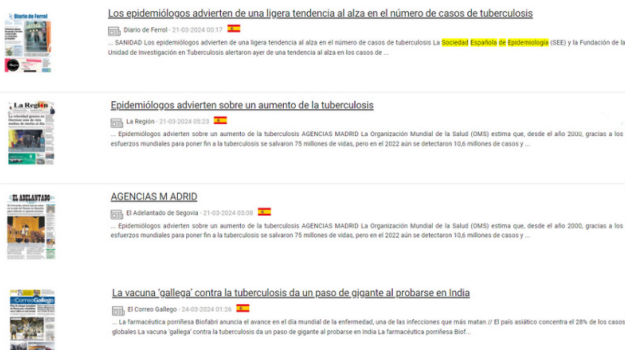 Los epidemiólogos advierten de una ligera tendencia al alza en el número de casos de tuberculosis
Diario de Ferrol
Diario de Ferrol - 21-03-2024 00:17
... SANIDAD Los epidemiólogos advierten de una ligera tendencia al alza en el número de casos de tuberculosis La Sociedad Española de Epidemiología (SEE) y la Fundación de la
Unidad de Investigación en Tuberculosis alertaron ayer de una tendencia al alza en los casos de ...
Epidemiólogos advierten sobre un aumento de la tuberculosis
La Región
La Región - 21-03-2024 05:23
... Epidemiólogos advierten sobre un aumento de la tuberculosis AGENCIAS MADRID La Organización Mundial de la Salud (OMS) estima que, desde el año 2000, gracias a los
esfuerzos mundiales para poner fin a la tuberculosis se salvaron 75 millones de vidas, pero en el 2022 aún se detectaron 10,6 millones de casos y ...
AGENCIAS M ADRID
EL ADELANTADO
El Adelantado de Segovia - 21-03-2024 03:08
... Epidemiólogos advierten sobre un aumento de la tuberculosis AGENCIAS MADRID La Organización Mundial de la Salud (OMS) estima que, desde el año 2000, gracias a los
esfuerzos mundiales para poner fin a la tuberculosis se salvaron 75 millones de vidas, pero en el 2022 aún se detectaron 10,6 millones de casos y ...
La vacuna 'gallega' contra la tuberculosis da un paso de gigante al probarse en India
CorreoGallego
El Correo Gallego - 24-03-2024 01:26
... La farmacéutica porriñesa Biofabri anuncia el avance en el día mundial de la enfermedad, una de las infecciones que más matan // El país asiático concentra el 28% de los casos
globales La vacuna 'gallega' contra la tuberculosis da un paso de gigante al probarse en India La farmacéutica porriñesa Biof...